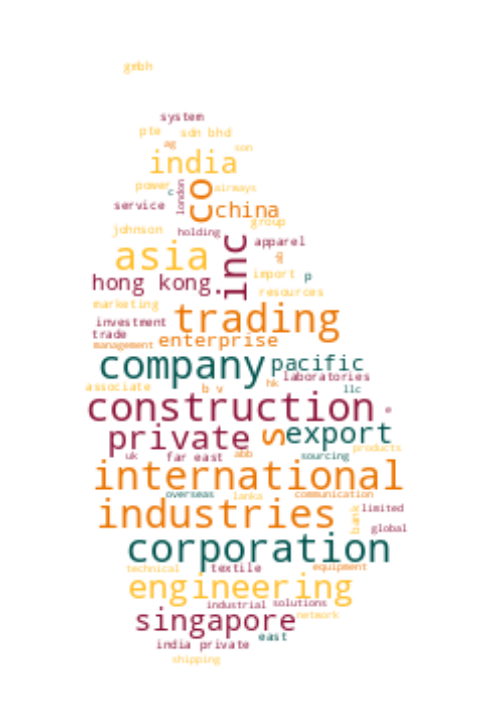 gmbh
system
pte sdn bhd
ag son
india
power c london co airways
service china
johnson holding group
asia inc apparel
hong kong import p
marketing resources
investment trading
trade enterprise
management
company pacific
associate b v hk laboratories llc
construction e
private s export
uk far east abb sourcing products
international
overseas lanka communication
industries bank limited
global
corporation
technical textile equipment
engineering
industrial solutions
singapore network
east
india private
shipping